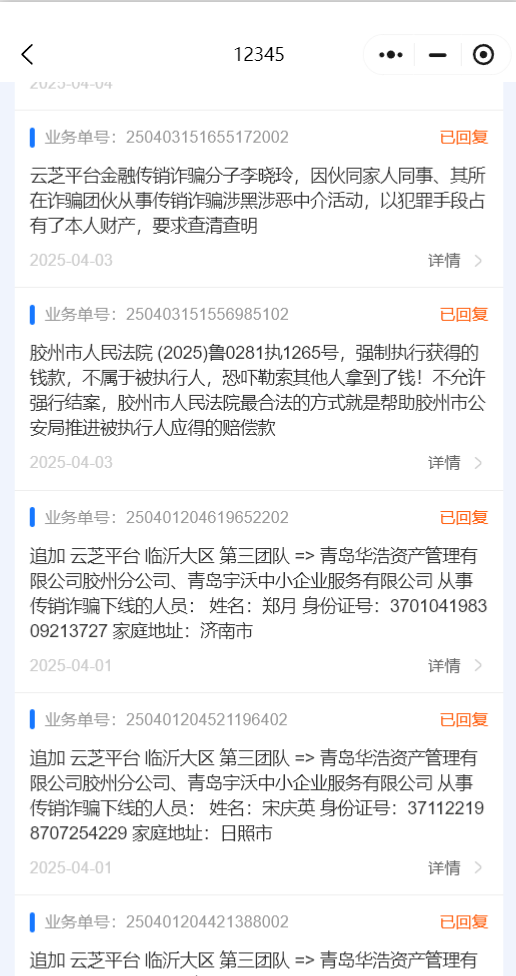 12345
2025-04-04
业务单号：250403151655172002
已回复
云芝平台金融传销诈骗分子李晓玲，因伙同家人同事、其所
在诈骗团伙从事传销诈骗涉黑涉恶中介活动，以犯罪手段占
有了本人财产，要求查清查明
2025-04-03
详情
业务单号：250403151556985102
已回复
胶州市人民法院 (2025)鲁0281执1265号，强制执行获得的
钱款，不属于被执行人，恐吓勒索其他人拿到了钱！不允许
强行结案，胶州市人民法院最合法的方式就是帮助胶州市公
安局推进被执行人应得的赔偿款
2025-04-03
详情
业务单号：250401204619652202
已回复
追加 云芝平台 临沂大区 第三团队 => 青岛华浩资产管理有
限公司胶州分公司、青岛宇沃中小企业服务有限公司 从事
传销诈骗下线的人员： 姓名：郑月 身份证号：3701041983
09213727 家庭地址：济南市
2025-04-01
详情
业务单号：250401204521196402
已回复
追加 云芝平台 临沂大区 第三团队 => 青岛华浩资产管理有
限公司胶州分公司、青岛宇沃中小企业服务有限公司 从事
传销诈骗下线的人员： 姓名：宋庆英 身份证号：37112219
8707254229 家庭地址：日照市
2025-04-01
详情
业务单号：250401204421388002
已回复
追加 云芝平台 临沂大区 第三团队 => 青岛华浩资产管理有